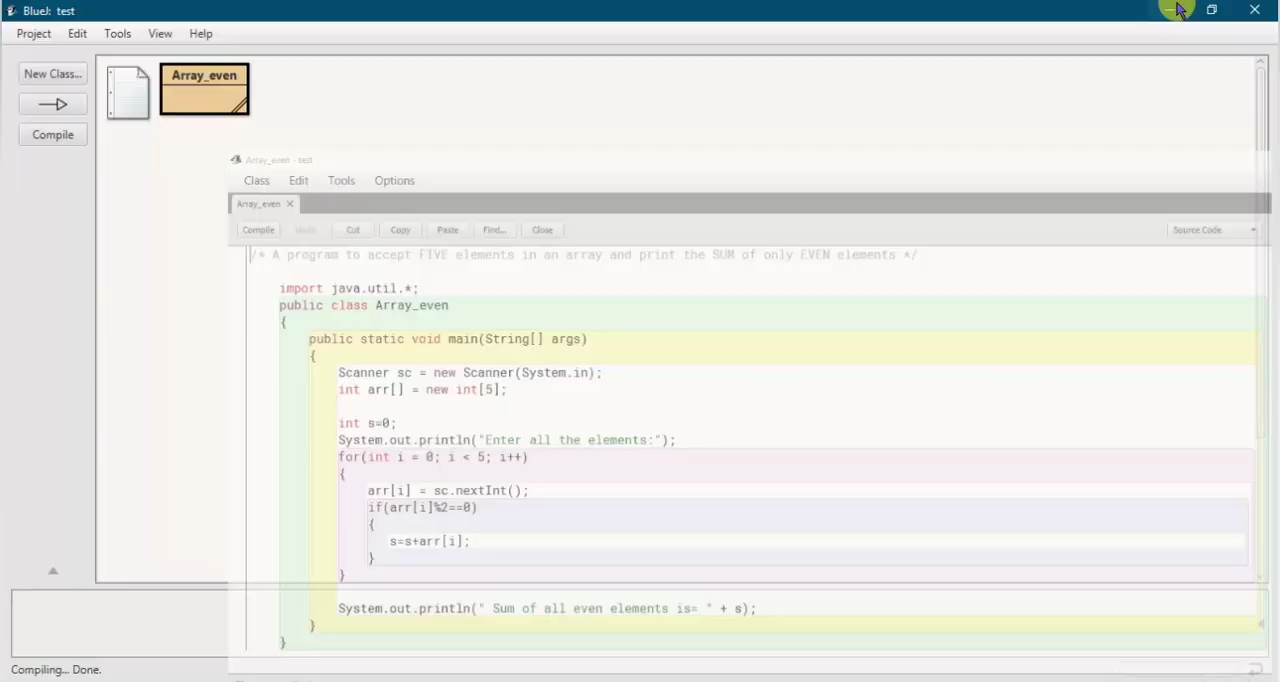 BlueJ: test
Project Edit Tools View Help
New Class...
Compile
Array_even
Array_even - test
Class Edit Tools Options
Array_even
Compile Undo Cut Copy Paste Find... Close Source Code
/* A program to accept FIVE elements in an array and print the SUM of only EVEN elements */
import java.util.*;
public class Array_even
{
public static void main(String[] args)
{
Scanner sc = new Scanner(System.in);
int arr[] = new int[5];
int s=0;
System.out.println("Enter all the elements:");
for(int i = 0; i < 5; i++)
{
arr[i] = sc.nextInt();
if(arr[i]%2==0)
{
s=s+arr[i];
}
}
System.out.println(" Sum of all even elements is= " + s);
}
}
Compiling... Done.